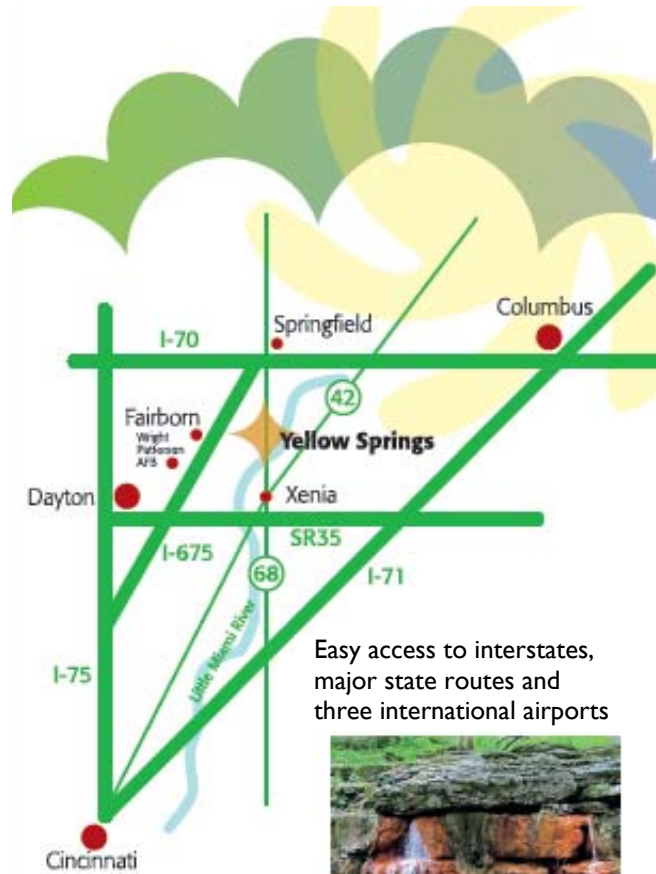 Columbus
Springfield
I-70
42
Fairborn
Wright
Patterson
AFB
Yellow Springs
Dayton
Xenia
I-675
SR35
68
I-71
Little Miami River
I-75
Easy access to interstates,
major state routes and
three international airports
Cincinnati